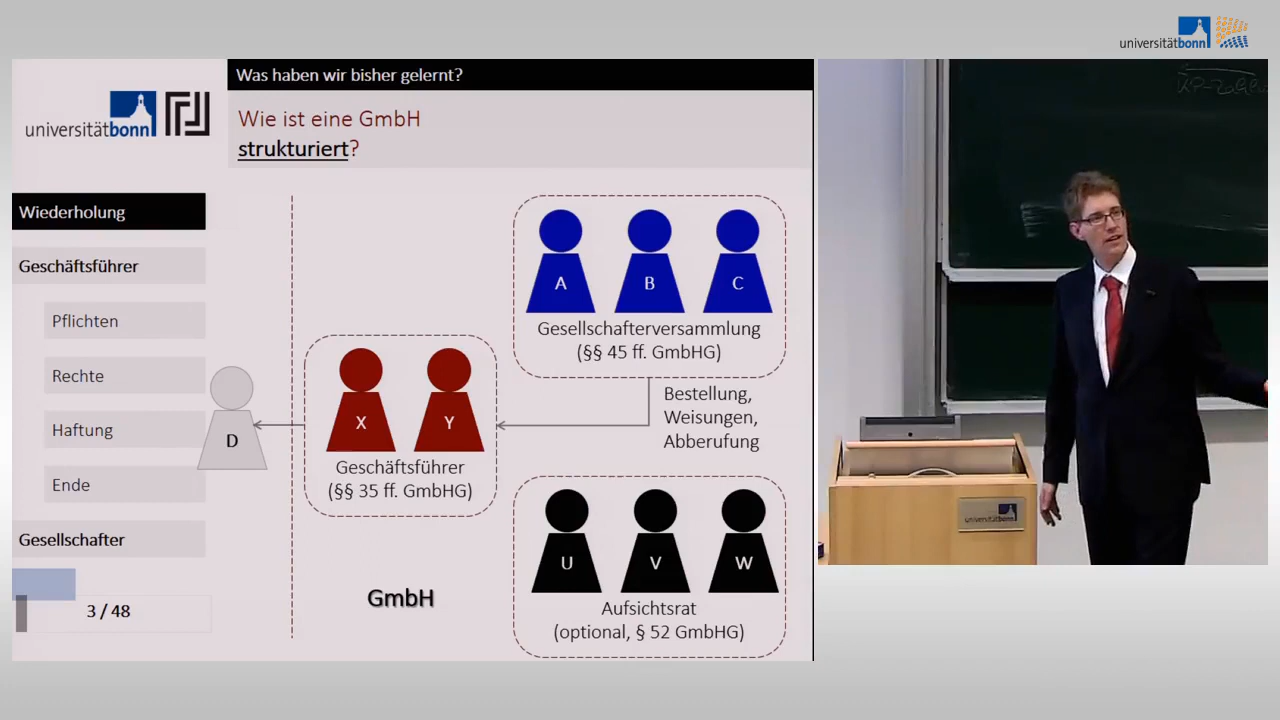 universitätbonn
Was haben wir bisher gelernt?
universitätbonn
Wie ist eine GmbH
strukturiert?
Wiederholung
Geschäftsführer
Pflichten
Rechte
Haftung
Ende
Gesellschafter
3 / 48
A
B
C
Gesellschafterversammlung
(§§ 45 ff. GmbHG)
Bestellung,
Weisungen,
Abberufung
D
X
Y
Geschäftsführer
(§§ 35 ff. GmbHG)
U
V
W
Aufsichtsrat
(optional, § 52 GmbHG)
GmbH
universitätbonn